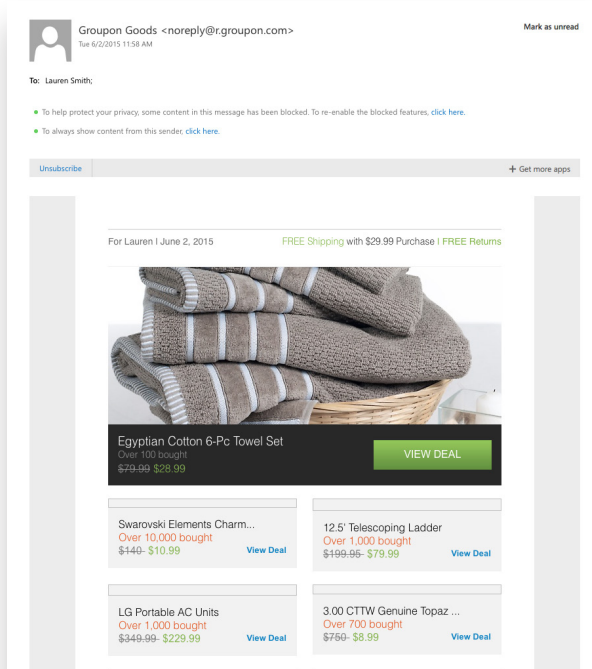 Groupon Goods <noreply@r.groupon.com>
Mark as unread
Tue 6/2/2015 11:58 AM
To: Lauren Smith;
To help protect your privacy, some content in this message has been blocked. To re-enable the blocked features, click here.
To always show content from this sender, click here.
Unsubscribe
+ Get more apps
For Lauren | June 2, 2015
FREE Shipping with $29.99 Purchase | FREE Returns
Egyptian Cotton 6-Pc Towel Set
Over 100 bought
$79.99 $28.99
VIEW DEAL
Swarovski Elements Charm...
Over 10,000 bought
$140 $10.99
View Deal
12.5' Telescoping Ladder
Over 1,000 bought
$199.95 $79.99
View Deal
LG Portable AC Units
Over 1,000 bought
$349.99 $229.99
View Deal
3.00 CTTW Genuine Topaz ...
Over 700 bought
$750 $8.99
View Deal